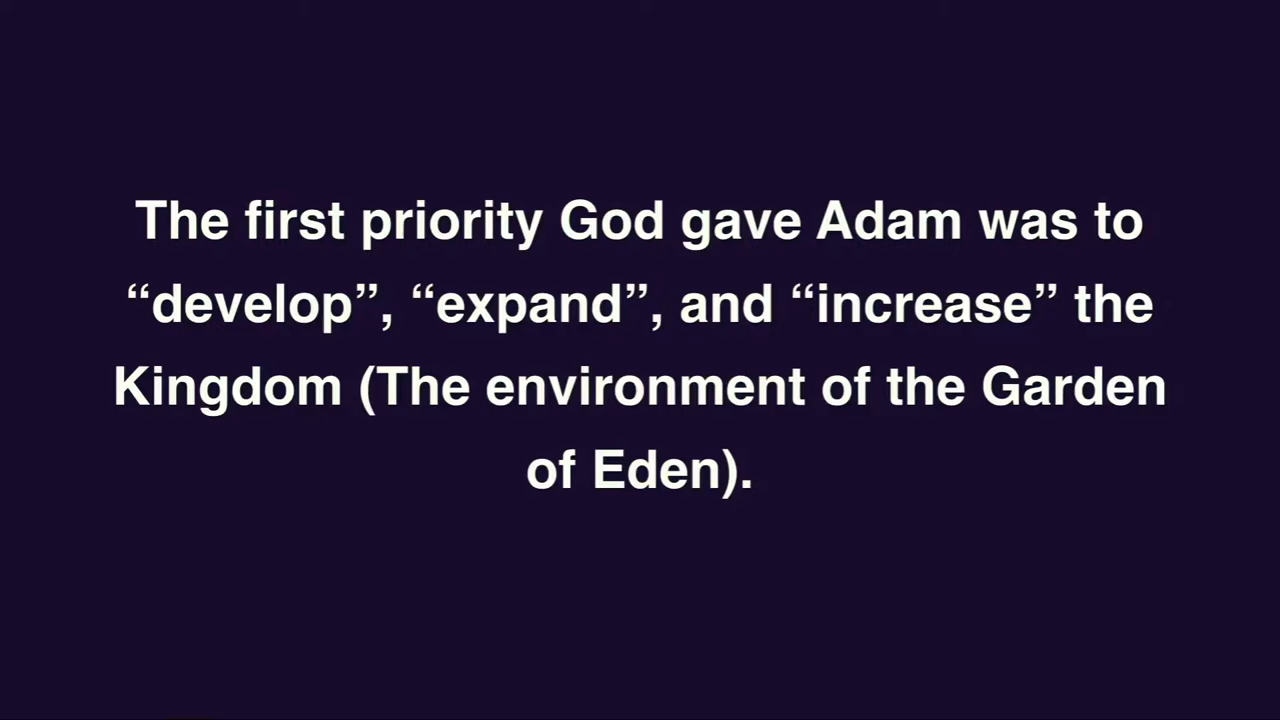 The first priority God gave Adam was to
“develop”, “expand”, and “increase” the
Kingdom (The environment of the Garden
of Eden).